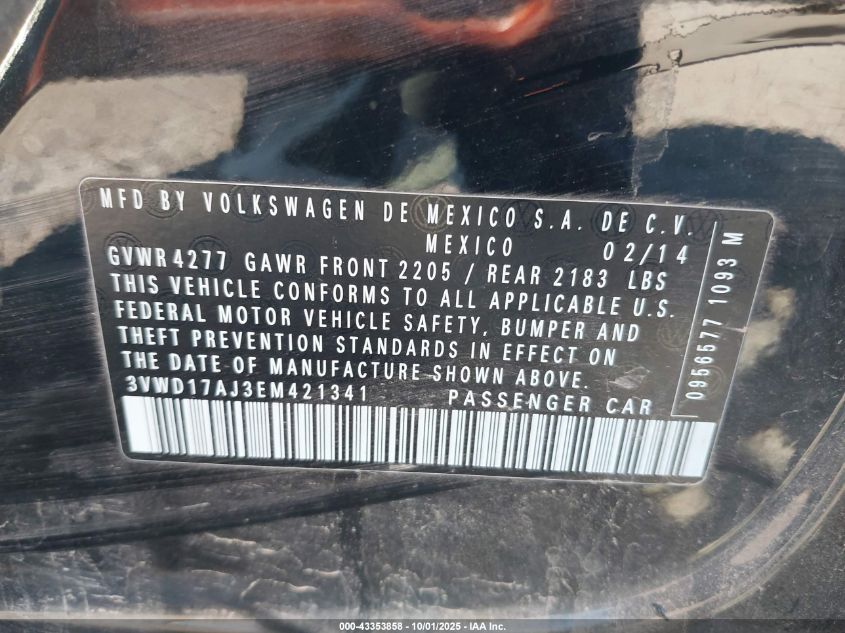 MFD BY VOLKSWAGEN DE MEXICO S.A. DE C.V.
MEXICO 02/14
GVWR 4277 GAWR FRONT 2205 / REAR 2183 LBS
THIS VEHICLE CONFORMS TO ALL APPLICABLE U.S.
FEDERAL MOTOR VEHICLE SAFETY, BUMPER AND
THEFT PREVENTION STANDARDS IN EFFECT ON
THE DATE OF MANUFACTURE SHOWN ABOVE.
3VWD17AJ3EM421341 PASSENGER CAR
0956577 1093 M
000-43353858 - 10/01/2025 - IAA Inc.